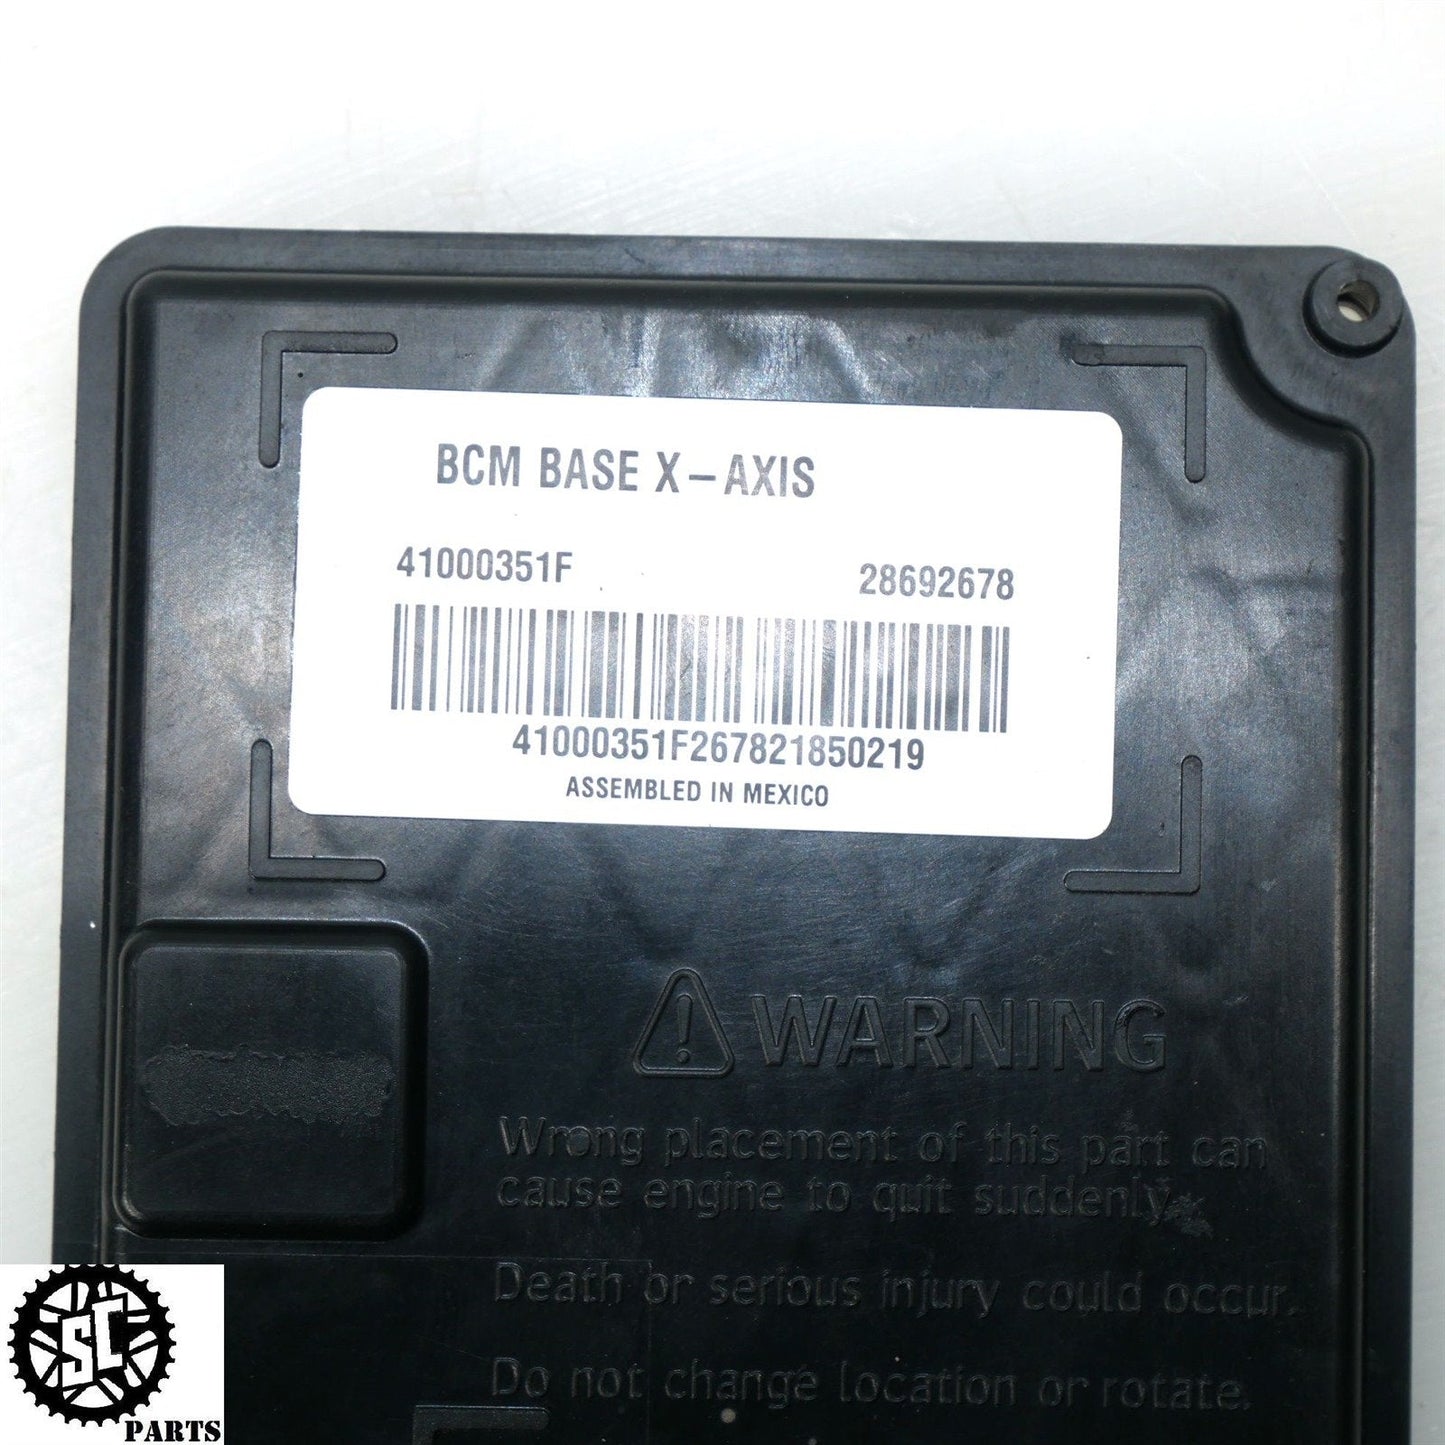 BCM BASE X-AXIS
41000351F 28692678
41000351F267821850219
ASSEMBLED IN MEXICO
WARNING
Wrong placement of this part can
cause engine to quit suddenly.
Death or serious injury could occur.
Do not change location or rotate.
SC
PARTS